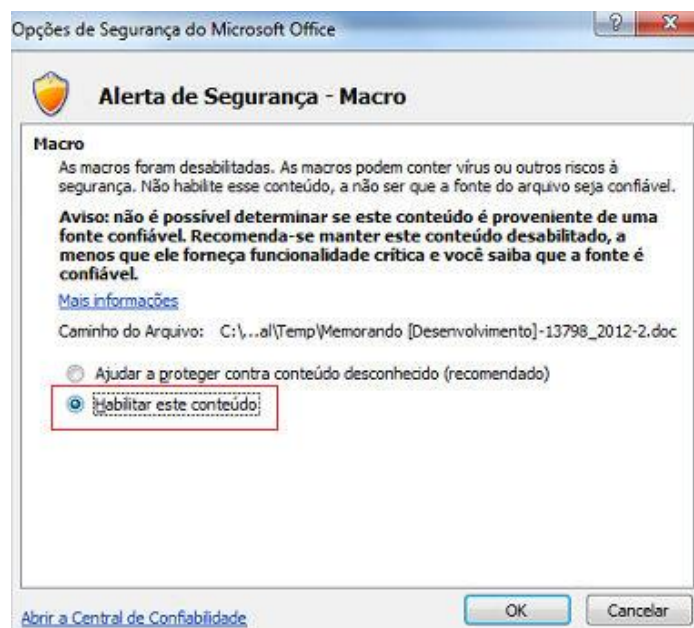 Opções de Segurança do Microsoft Office
Alerta de Segurança - Macro
Macro
As macros foram desabilitadas. As macros podem conter vírus ou outros riscos à
segurança. Não habilite esse conteúdo, a não ser que a fonte do arquivo seja confiável.
Aviso: não é possível determinar se este conteúdo é proveniente de uma
fonte confiável. Recomenda-se manter este conteúdo desabilitado, a
menos que ele forneça funcionalidade crítica e você saiba que a fonte é
confiável.
Mais informações
Caminho do Arquivo: C:\...al\Temp\Memorando [Desenvolvimento]-13798_2012-2.doc
Ajudar a proteger contra conteúdo desconhecido (recomendado)
Habilitar este conteúdo
Abrir a Central de Confiabilidade OK Cancelar